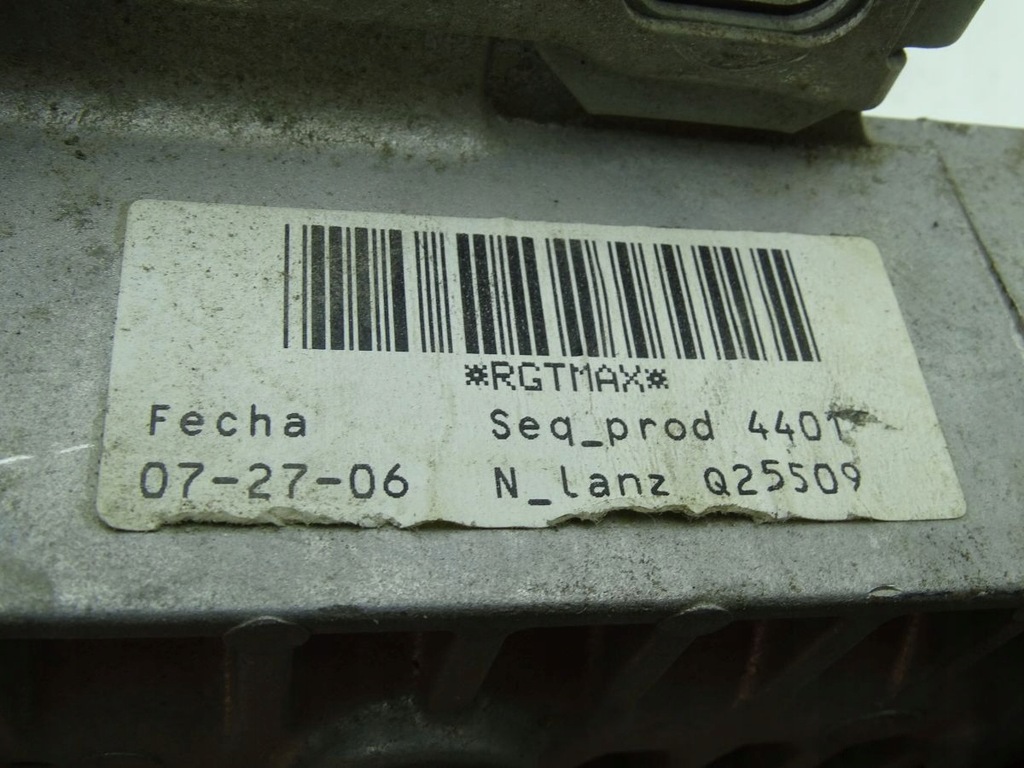 *RGTMAX*
Fecha Seq_prod 4401
07-27-06 N_lanz Q25509